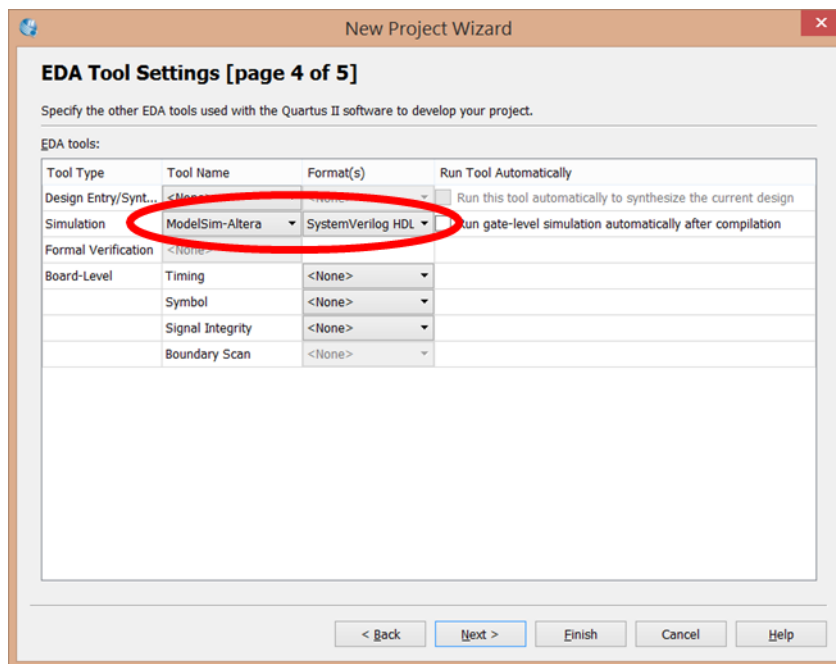 New Project Wizard
EDA Tool Settings [page 4 of 5]
Specify the other EDA tools used with the Quartus II software to develop your project.
EDA tools:
Tool Type Tool Name Format(s) Run Tool Automatically
Design Entry/Synt... <None> <None> Run this tool automatically to synthesize the current design
Simulation ModelSim-Altera SystemVerilog HDL Run gate-level simulation automatically after compilation
Formal Verification <None>
Board-Level Timing <None>
Symbol <None>
Signal Integrity <None>
Boundary Scan <None>
< Back Next > Finish Cancel Help